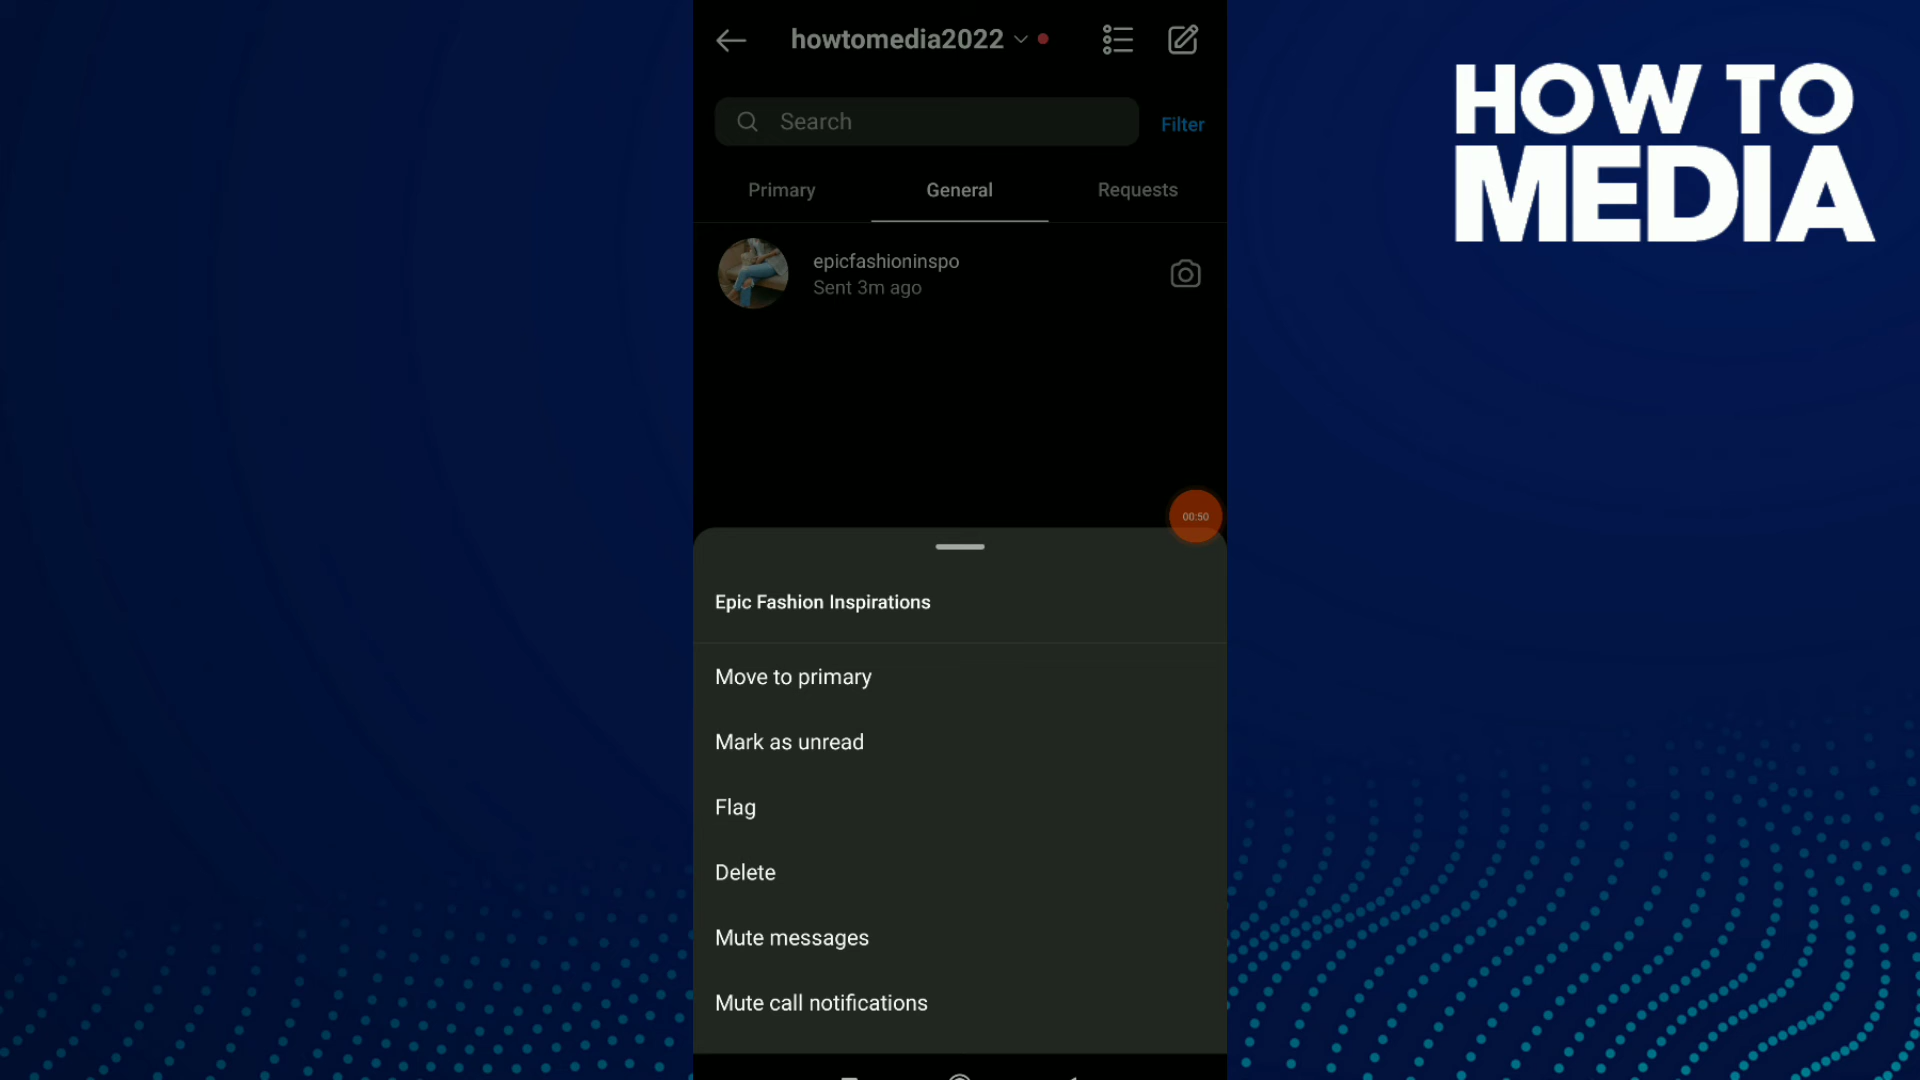 howtomedia2022
Search
Filter
Primary
General
Requests
epicfashioninspo
Sent 3m ago
00:50
Epic Fashion Inspirations
Move to primary
Mark as unread
Flag
Delete
Mute messages
Mute call notifications
HOW TO
MEDIA